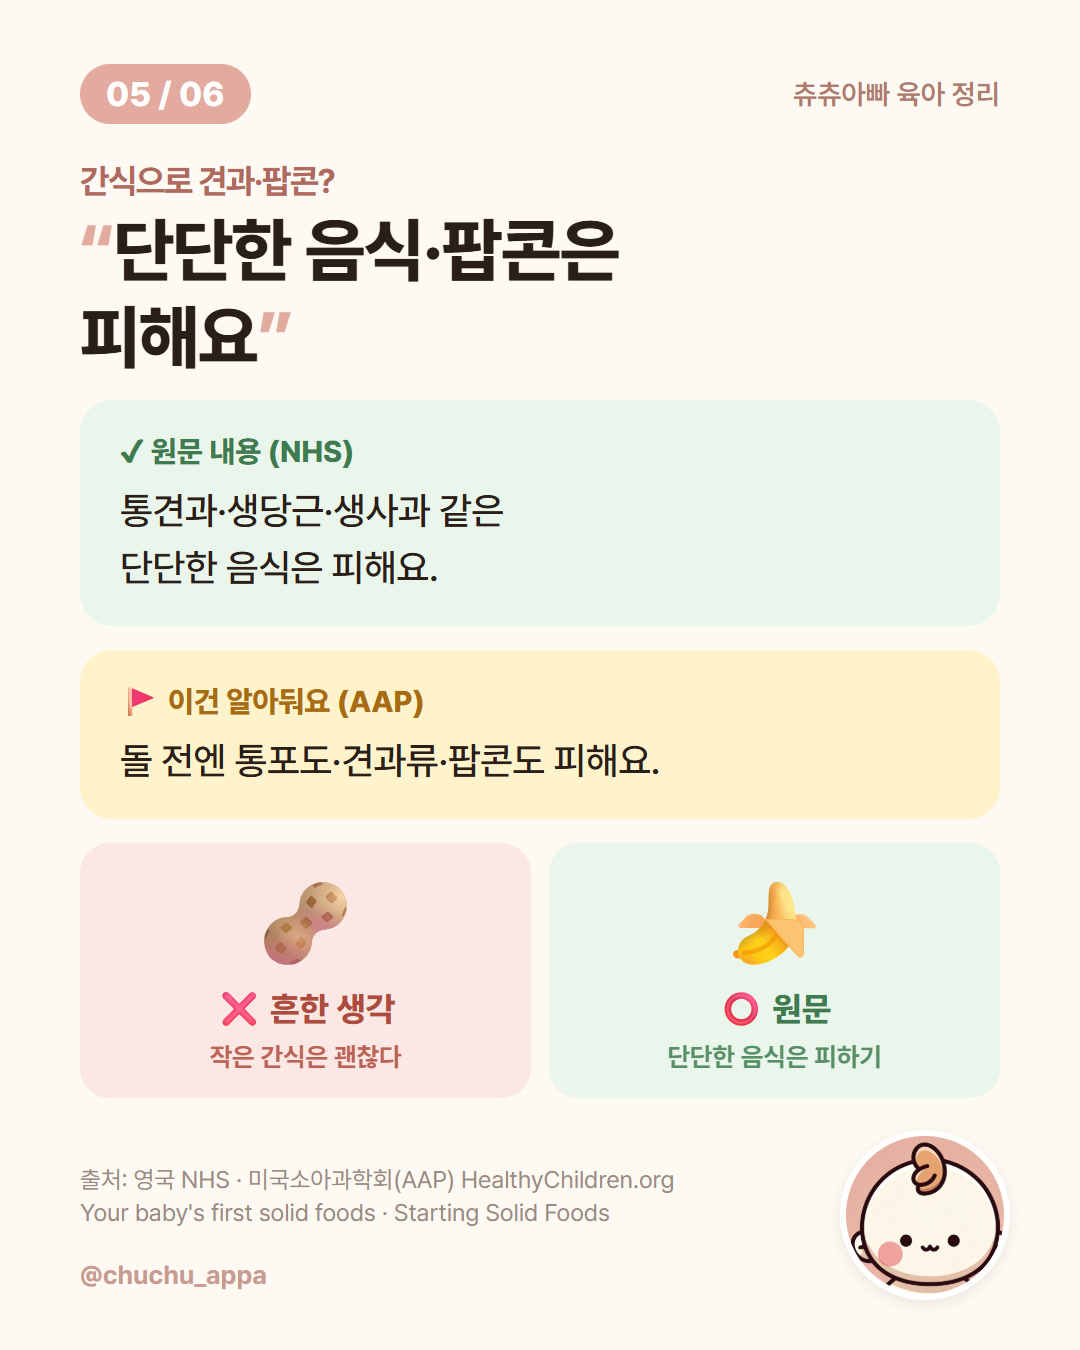 05 / 06
츄츄아빠 육아 정리
간식으로 견과·팝콘?
“단단한 음식·팝콘은
피해요”
✓ 원문 내용 (NHS)
통견과·생당근·생사과 같은
단단한 음식은 피해요.
🚩 이건 알아둬요 (AAP)
돌 전엔 통포도·견과류·팝콘도 피해요.
❌ 흔한 생각
작은 간식은 괜찮다
⭕ 원문
단단한 음식은 피하기
출처: 영국 NHS · 미국소아과학회(AAP) HealthyChildren.org
Your baby's first solid foods · Starting Solid Foods
@chuchu_appa